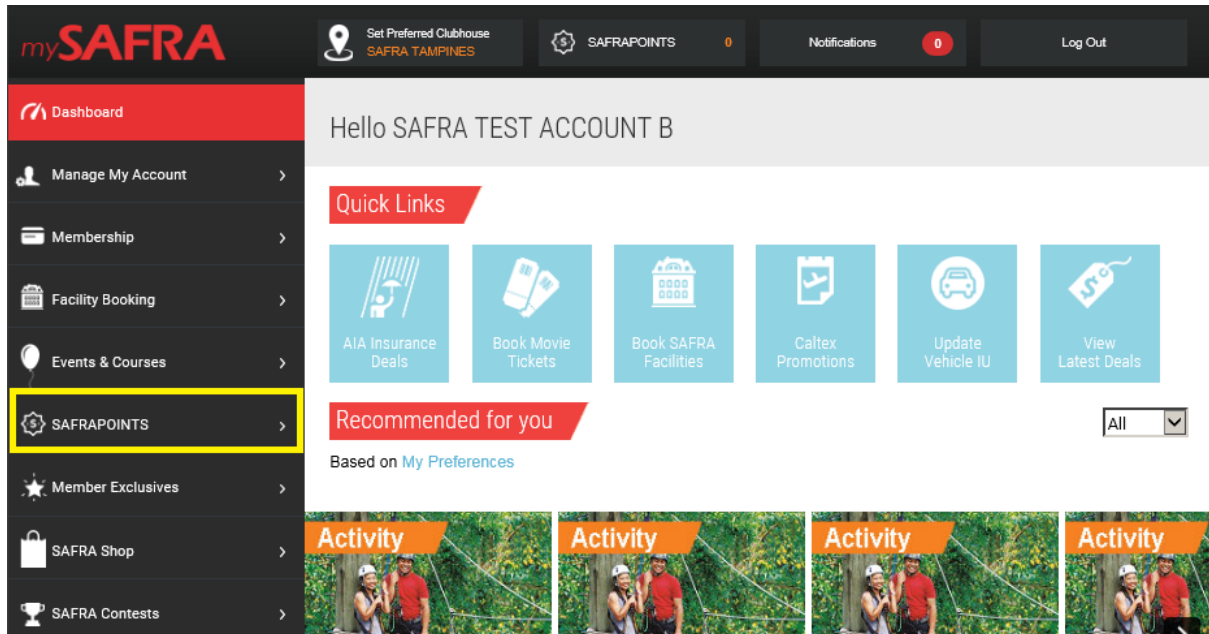 mySAFRA
Set Preferred Clubhouse
SAFRA TAMPINES
SAFRAPOINTS 0
Notifications 0
Log Out
Dashboard
Manage My Account
Membership
Facility Booking
Events & Courses
SAFRAPOINTS
Member Exclusives
SAFRA Shop
SAFRA Contests
Hello SAFRA TEST ACCOUNT B
Quick Links
AIA Insurance
Deals
Book Movie
Tickets
Book SAFRA
Facilities
Caltex
Promotions
Update
Vehicle IU
View
Latest Deals
Recommended for you
All
Based on My Preferences
Activity
Activity
Activity
Activity